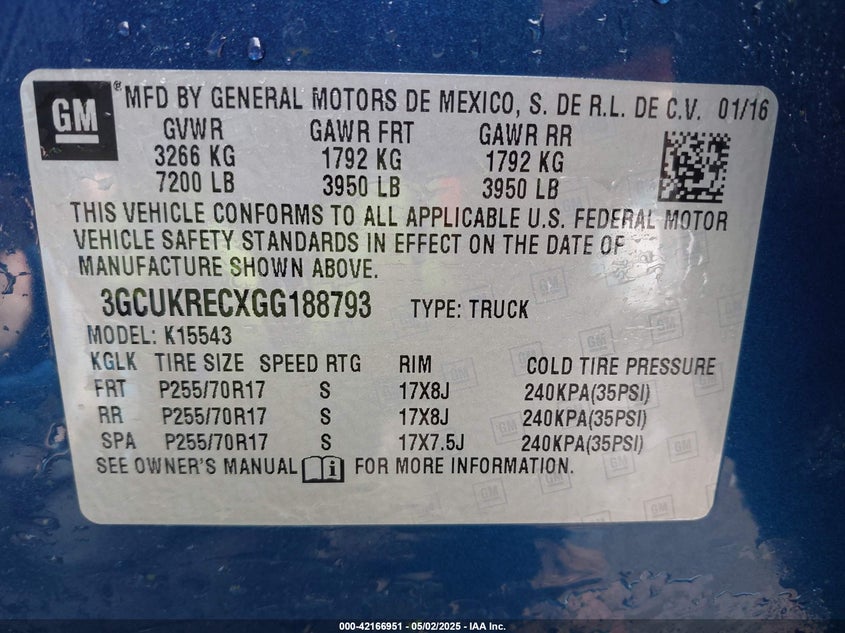 GM ® MFD BY GENERAL MOTORS DE MEXICO, S. DE R.L. DE C.V. 01/16
GVWR GAWR FRT GAWR RR
3266 KG 1792 KG 1792 KG
7200 LB 3950 LB 3950 LB
THIS VEHICLE CONFORMS TO ALL APPLICABLE U.S. FEDERAL MOTOR
VEHICLE SAFETY STANDARDS IN EFFECT ON THE DATE OF
MANUFACTURE SHOWN ABOVE.
3GCUKRECXGG188793 TYPE: TRUCK
MODEL: K15543
KGLK TIRE SIZE SPEED RTG RIM COLD TIRE PRESSURE
FRT P255/70R17 S 17X8J 240KPA(35PSI)
RR P255/70R17 S 17X8J 240KPA(35PSI)
SPA P255/70R17 S 17X7.5J 240KPA(35PSI)
SEE OWNER'S MANUAL i FOR MORE INFORMATION.
000-42166951 - 05/02/2025 - IAA Inc.